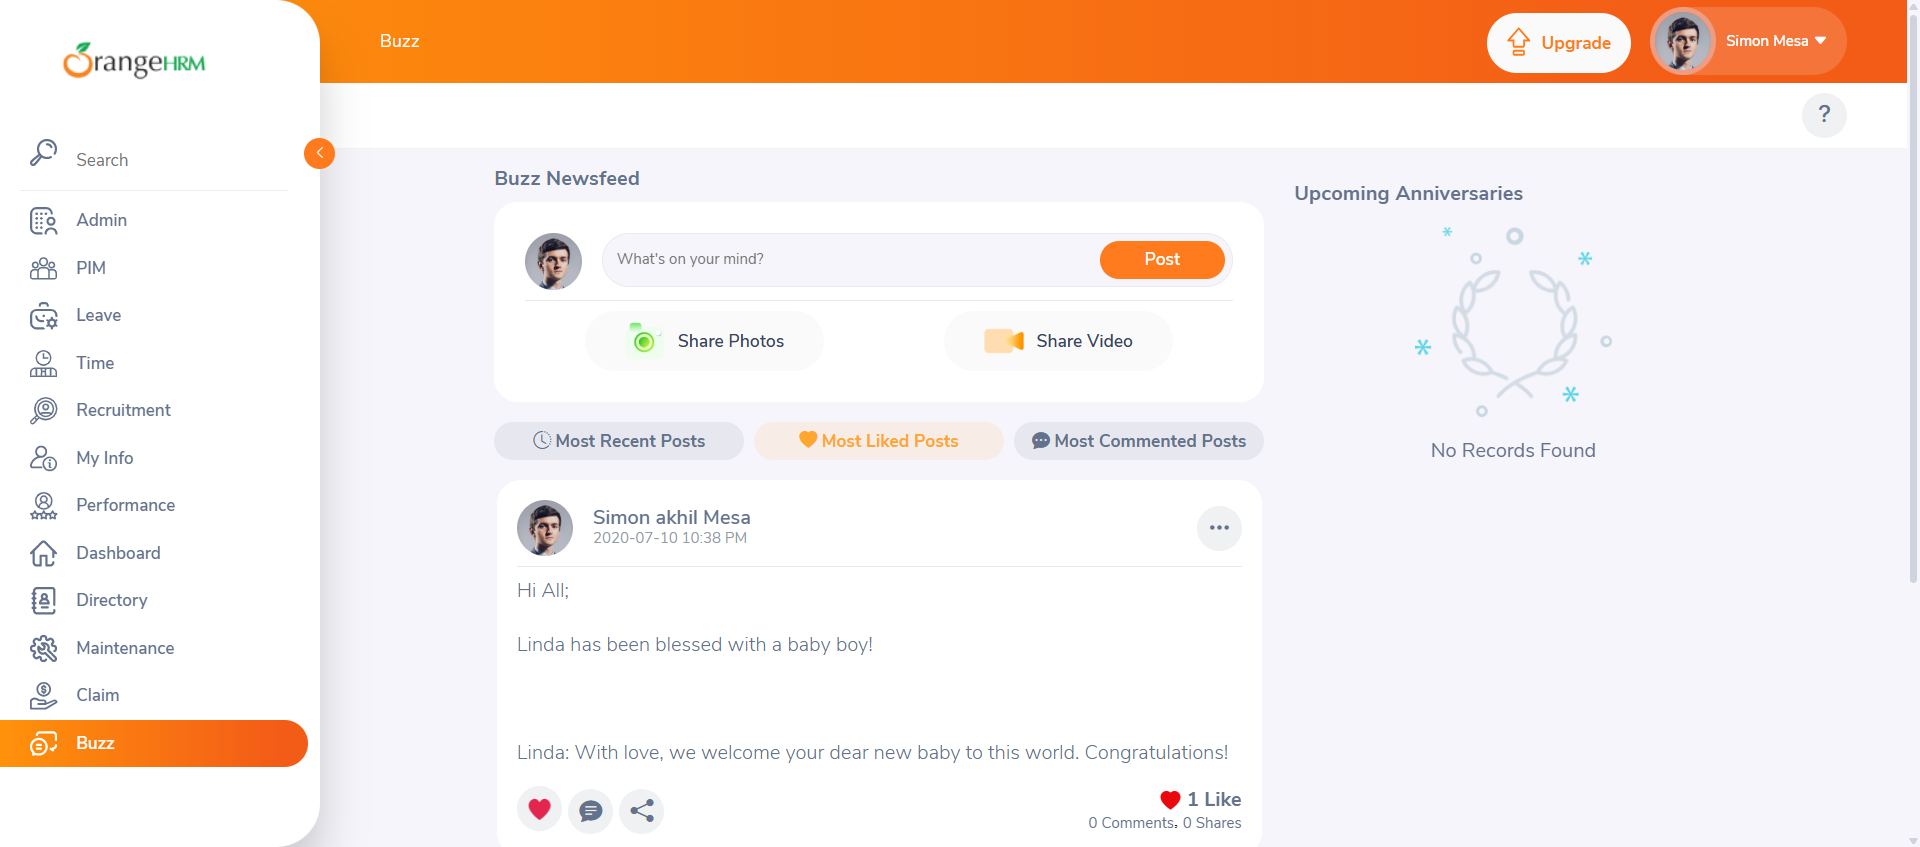 OrangeHRM
Buzz
Upgrade
Simon Mesa
?
Search
Admin
PIM
Leave
Time
Recruitment
My Info
Performance
Dashboard
Directory
Maintenance
Claim
Buzz
Buzz Newsfeed
What's on your mind?
Post
Share Photos
Share Video
Most Recent Posts
Most Liked Posts
Most Commented Posts
Simon akhil Mesa
2020-07-10 10:38 PM
Hi All;
Linda has been blessed with a baby boy!
Linda: With love, we welcome your dear new baby to this world. Congratulations!
1 Like
0 Comments, 0 Shares
Upcoming Anniversaries
No Records Found